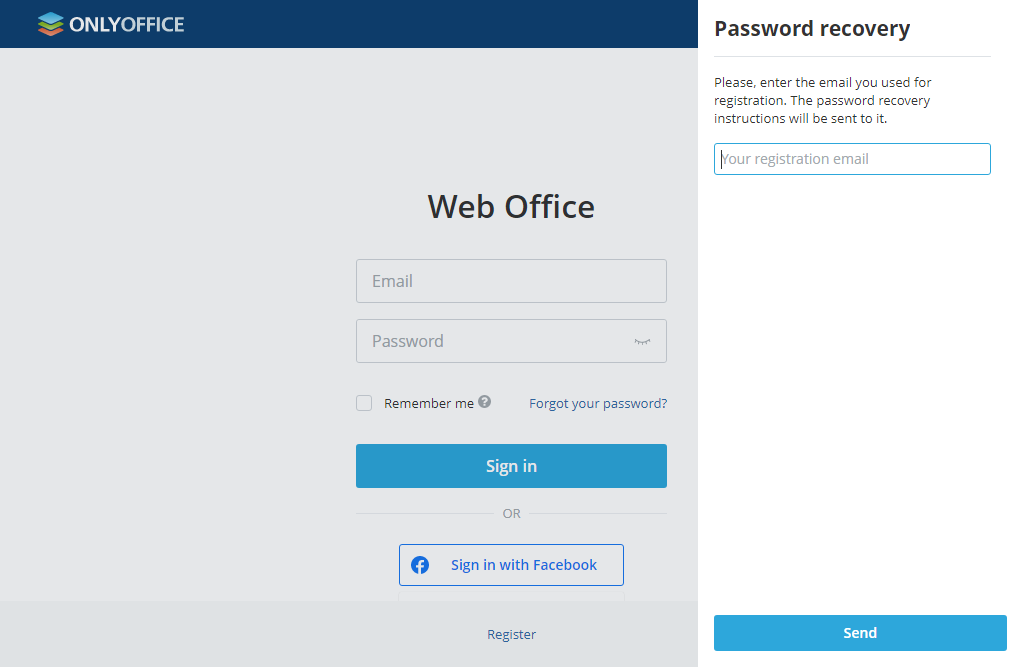 ONLYOFFICE
Web Office
Email
Password
Remember me ?
Forgot your password?
Sign in
OR
Sign in with Facebook
Register
Password recovery
Please, enter the email you used for
registration. The password recovery
instructions will be sent to it.
Your registration email
Send